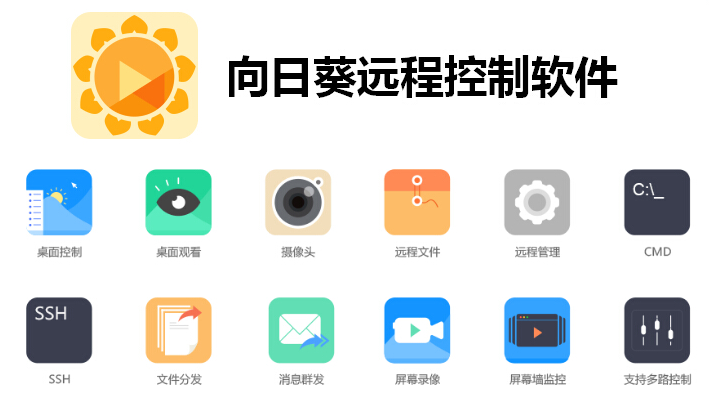 向日葵远程控制软件
C:\_
桌面控制
桌面观看
摄像头
远程文件
远程管理
CMD
SSH
SSH
文件分发
消息群发
屏幕录像
屏幕墙监控
支持多路控制